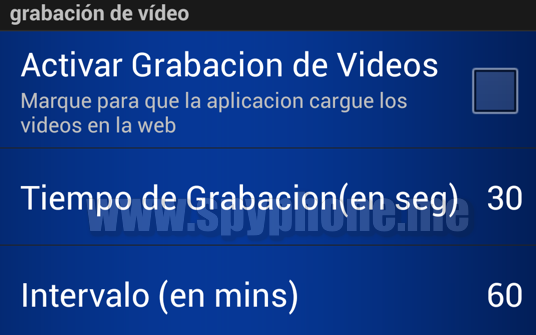 grabación de vídeo
Activar Grabacion de Videos
Marque para que la aplicacion cargue los
videos en la web
Tiempo de Grabacion(en seg) 30
www.spyphone.me
Intervalo (en mins) 60